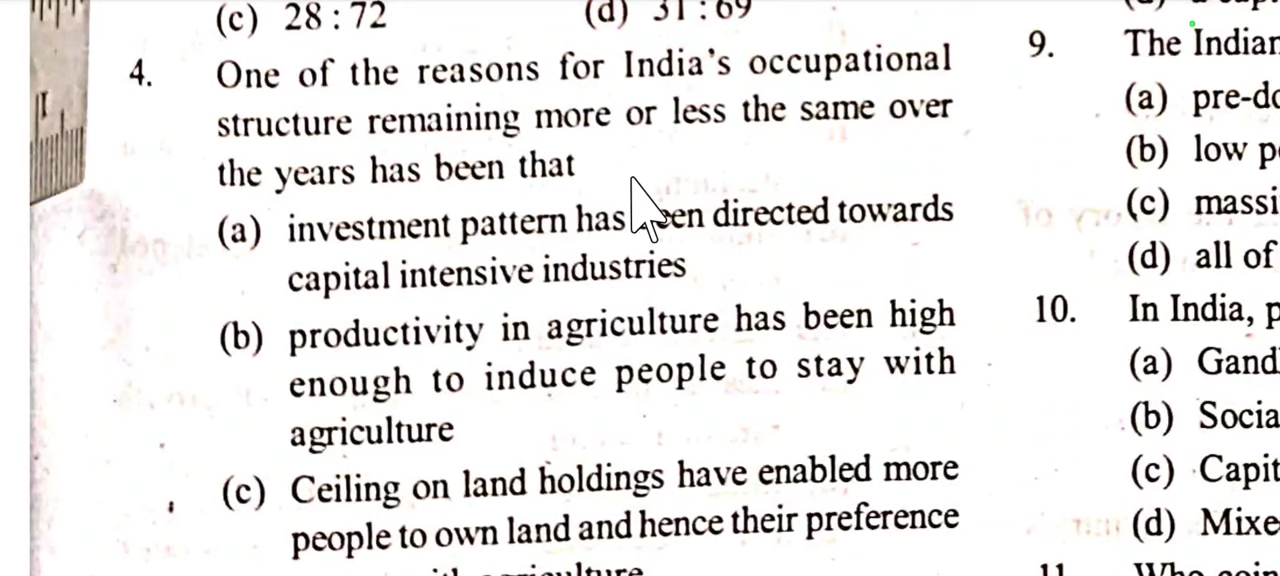 (c) 28 : 72
(d) 31 : 69
4. One of the reasons for India's occupational
structure remaining more or less the same over
the years has been that
(a) investment pattern has been directed towards
capital intensive industries
(b) productivity in agriculture has been high
enough to induce people to stay with
agriculture
(c) Ceiling on land holdings have enabled more
people to own land and hence their preference
agriculture
9. The Indian
(a) pre-do
(b) low p
(c) massi
(d) all of
10. In India, p
(a) Gand
(b) Socia
(c) Capit
(d) Mixe
11. Who coin